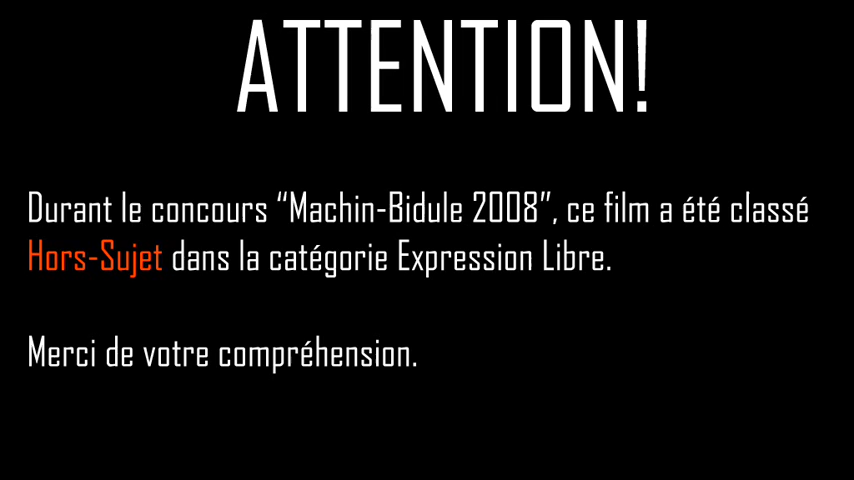 ATTENTION!
Durant le concours “Machin-Bidule 2008”, ce film a été classé
Hors-Sujet dans la catégorie Expression Libre.
Merci de votre compréhension.